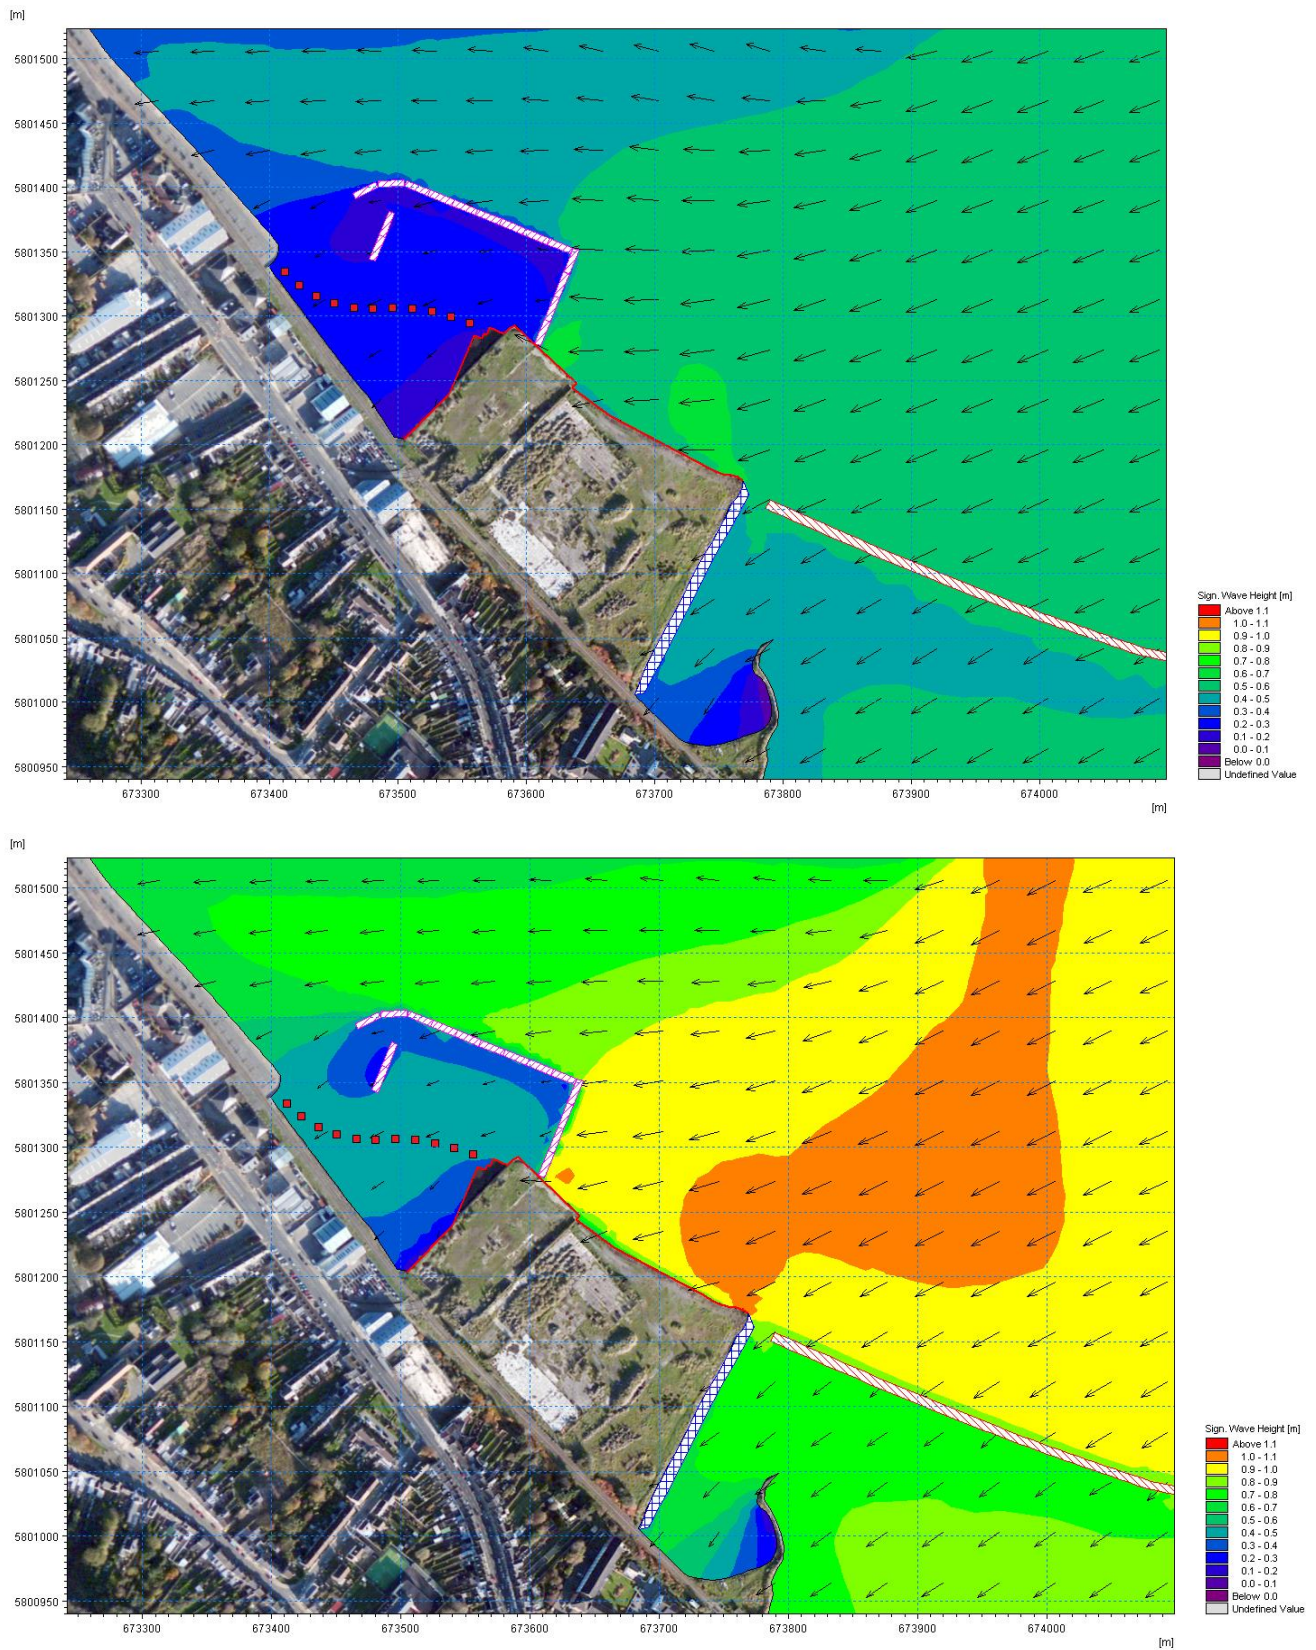 [m]
5801500
5801450
5801400
5801350
5801300
5801250
5801200
5801150
5801100
5801050
5801000
5800950
673300 673400 673500 673600 673700 673800 673900 674000
[m]
Sign. Wave Height [m]
Above 1.1
1.0 - 1.1
0.9 - 1.0
0.8 - 0.9
0.7 - 0.8
0.6 - 0.7
0.5 - 0.6
0.4 - 0.5
0.3 - 0.4
0.2 - 0.3
0.1 - 0.2
0.0 - 0.1
Below 0.0
Undefined Value
[m]
5801500
5801450
5801400
5801350
5801300
5801250
5801200
5801150
5801100
5801050
5801000
5800950
673300 673400 673500 673600 673700 673800 673900 674000
[m]
Sign. Wave Height [m]
Above 1.1
1.0 - 1.1
0.9 - 1.0
0.8 - 0.9
0.7 - 0.8
0.6 - 0.7
0.5 - 0.6
0.4 - 0.5
0.3 - 0.4
0.2 - 0.3
0.1 - 0.2
0.0 - 0.1
Below 0.0
Undefined Value